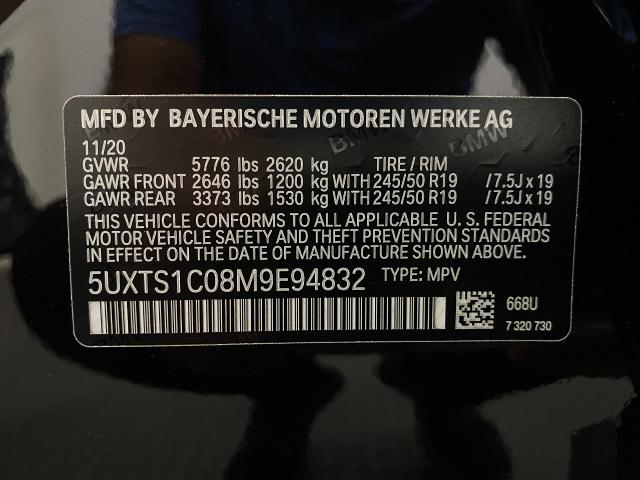 MFD BY BAYERISCHE MOTOREN WERKE AG
11/20
GVWR 5776 lbs 2620 kg TIRE / RIM
GAWR FRONT 2646 lbs 1200 kg WITH 245/50 R19 /7.5J x 19
GAWR REAR 3373 lbs 1530 kg WITH 245/50 R19 /7.5J x 19
THIS VEHICLE CONFORMS TO ALL APPLICABLE U. S. FEDERAL
MOTOR VEHICLE SAFETY AND THEFT PREVENTION STANDARDS
IN EFFECT ON THE DATE OF MANUFACTURE SHOWN ABOVE.
5UXTS1C08M9E94832 TYPE: MPV
668U
7 320 730